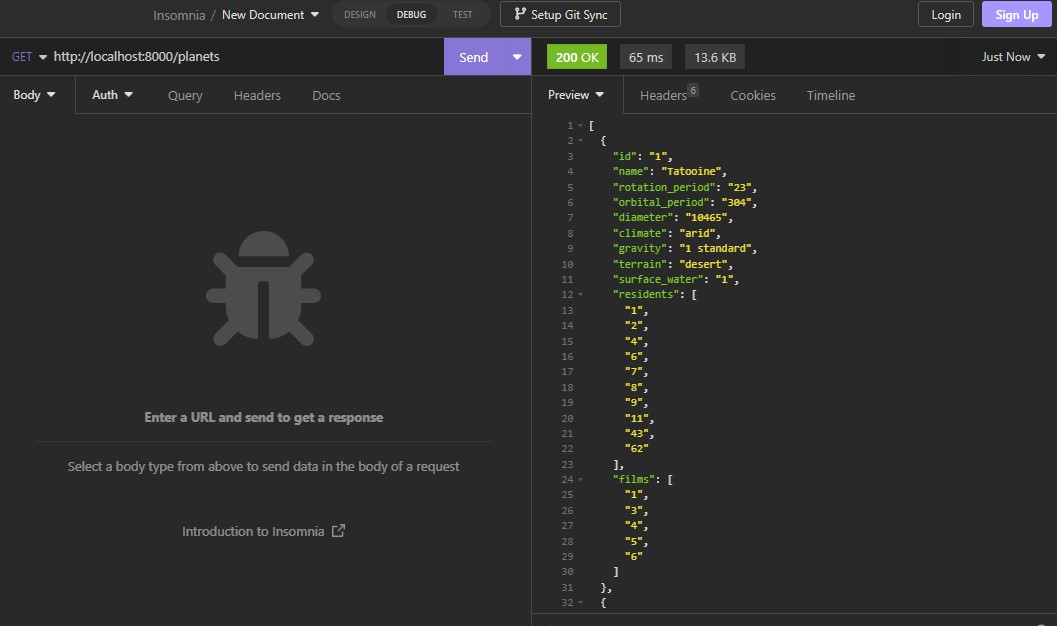 Insomnia / New Document DESIGN DEBUG TEST Setup Git Sync Login Sign Up
GET http://localhost:8000/planets Send 200 OK 65 ms 13.6 KB Just Now
Body Auth Query Headers Docs Preview Headers 6 Cookies Timeline
Enter a URL and send to get a response
Select a body type from above to send data in the body of a request
Introduction to Insomnia
1 [
2 {
3 "id": "1",
4 "name": "Tatooine",
5 "rotation_period": "23",
6 "orbital_period": "304",
7 "diameter": "10465",
8 "climate": "arid",
9 "gravity": "1 standard",
10 "terrain": "desert",
11 "surface_water": "1",
12 "residents": [
13 "1",
14 "2",
15 "4",
16 "6",
17 "7",
18 "8",
19 "9",
20 "11",
21 "43",
22 "62"
23 ],
24 "films": [
25 "1",
26 "3",
27 "4",
28 "5",
29 "6"
30 ]
31 },
32 {